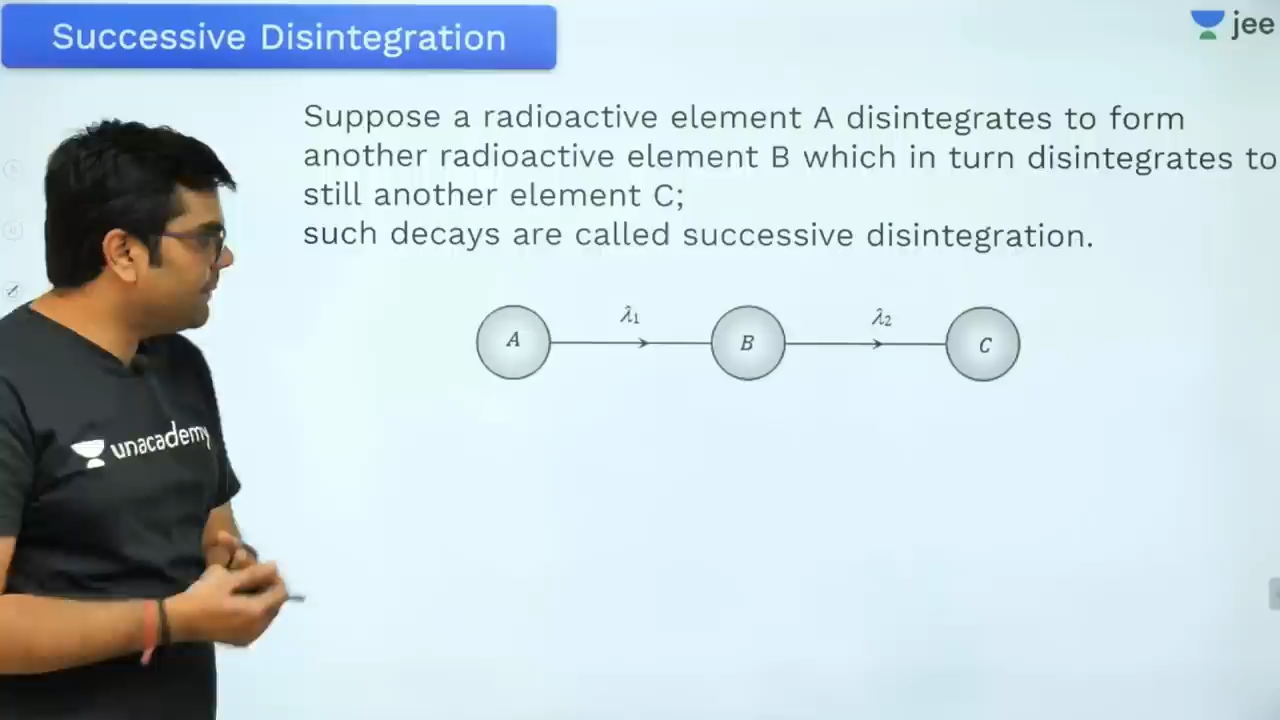 Successive Disintegration
jee
Suppose a radioactive element A disintegrates to form
another radioactive element B which in turn disintegrates to
still another element C;
such decays are called successive disintegration.
λ1
λ2
A
B
C
unacademy